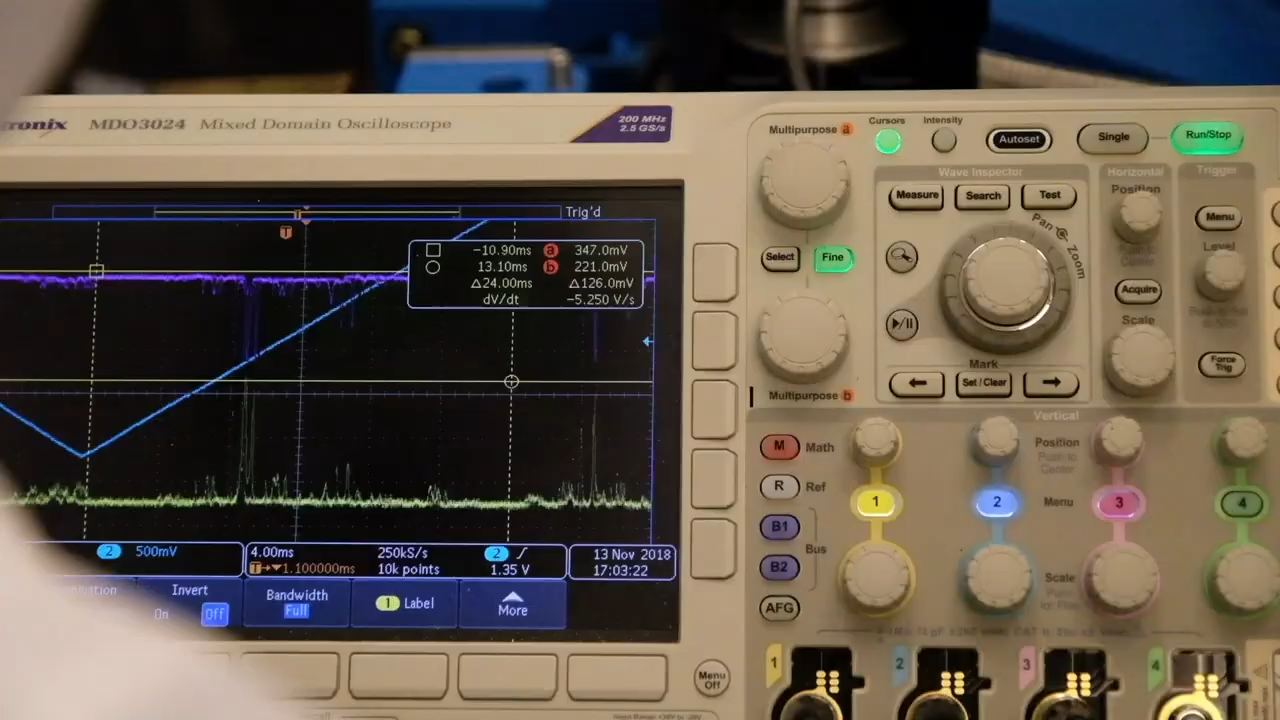 tronix MDO3024 Mixed Domain Oscilloscope
200 MHz
2.5 GS/s
Trig'd
T
T
-10.90ms a 347.0mV
13.10ms b 221.0mV
Δ24.00ms Δ126.0mV
dV/dt -5.250 V/s
2 500mV
4.00ms 250kS/s 2
T→▼1.100000ms 10k points 1.35 V
13 Nov 2018
17:03:22
Invert
On Off
Bandwidth
Full
1 Label
More
Multipurpose a
Cursors
Intensity
Autoset
Single
Run/Stop
Wave Inspector
Horizontal
Trigger
Measure
Search
Test
Position
Menu
Pan
Zoom
Level
Select
Fine
Acquire
Scale
Force
Trig
Mark
← Set / Clear →
Multipurpose b
Vertical
M Math
Position
Push to
Center
R Ref
1 2 3 4
Menu
B1
Bus
B2
Scale
AFG
Menu
Off
1 2 3 4